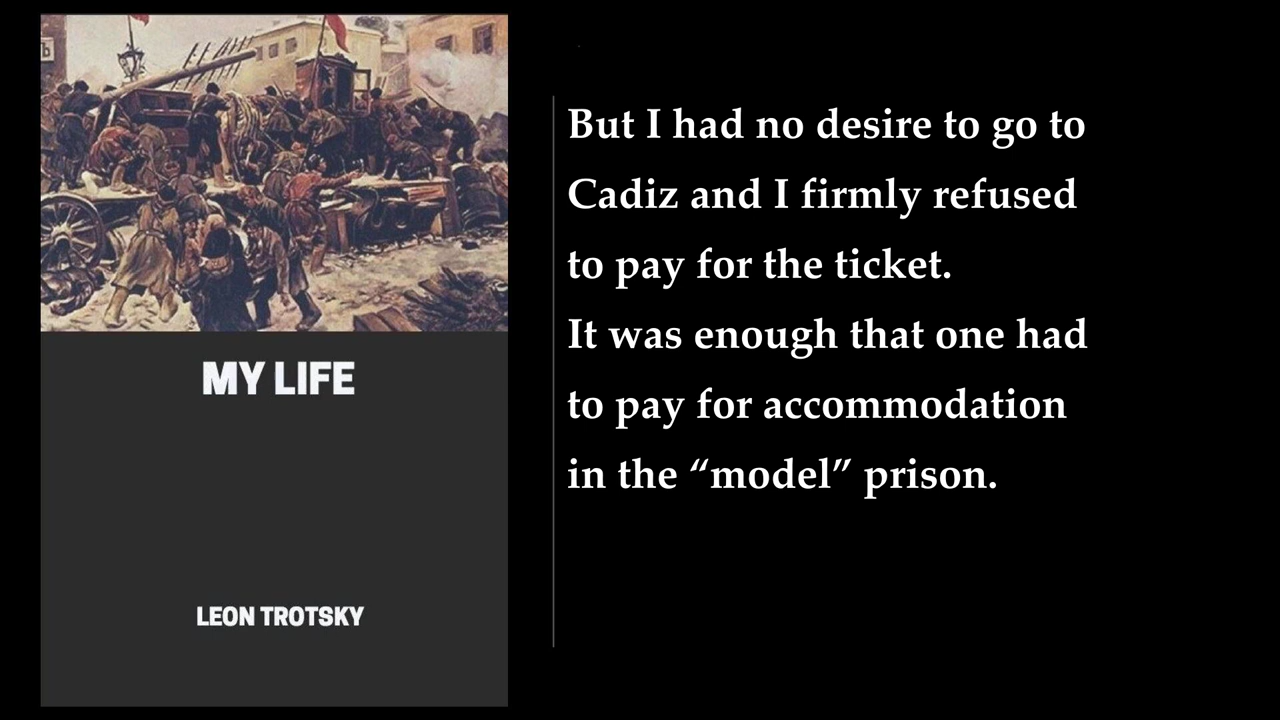 MY LIFE
LEON TROTSKY
But I had no desire to go to
Cadiz and I firmly refused
to pay for the ticket.
It was enough that one had
to pay for accommodation
in the “model” prison.